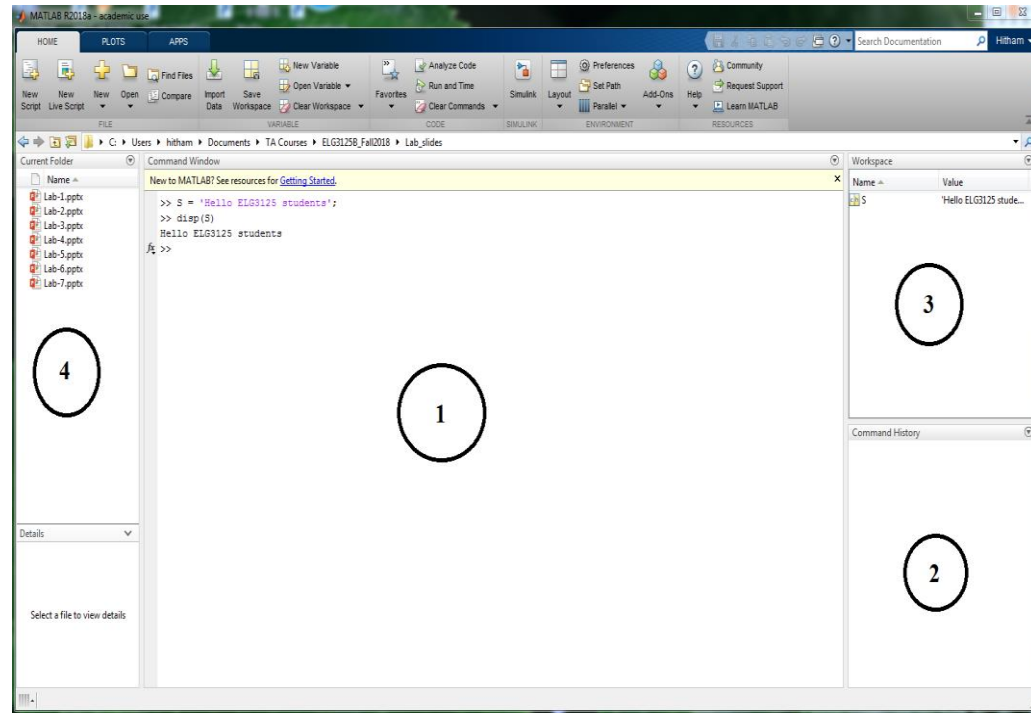 MATLAB R2018a - academic use
HOME PLOTS APPS
Search Documentation Hitham
New Script
New Live Script
New
Open
Find Files
Compare
Import Data
Save Workspace
New Variable
Open Variable
Clear Workspace
Favorites
Analyze Code
Run and Time
Clear Commands
Simulink
Layout
Preferences
Set Path
Parallel
Add-Ons
Help
Community
Request Support
Learn MATLAB
FILE VARIABLE CODE SIMULINK ENVIRONMENT RESOURCES
C: Users hitham Documents TA Courses ELG3125B_Fall2018 Lab_slides
Current Folder
Name
Lab-1.pptx
Lab-2.pptx
Lab-3.pptx
Lab-4.pptx
Lab-5.pptx
Lab-6.pptx
Lab-7.pptx
4
Details
Select a file to view details
Command Window
New to MATLAB? See resources for Getting Started. x
>> S = 'Hello ELG3125 students';
>> disp(S)
Hello ELG3125 students
fx >>
1
Workspace
Name Value
S 'Hello ELG3125 stude...
3
Command History
2